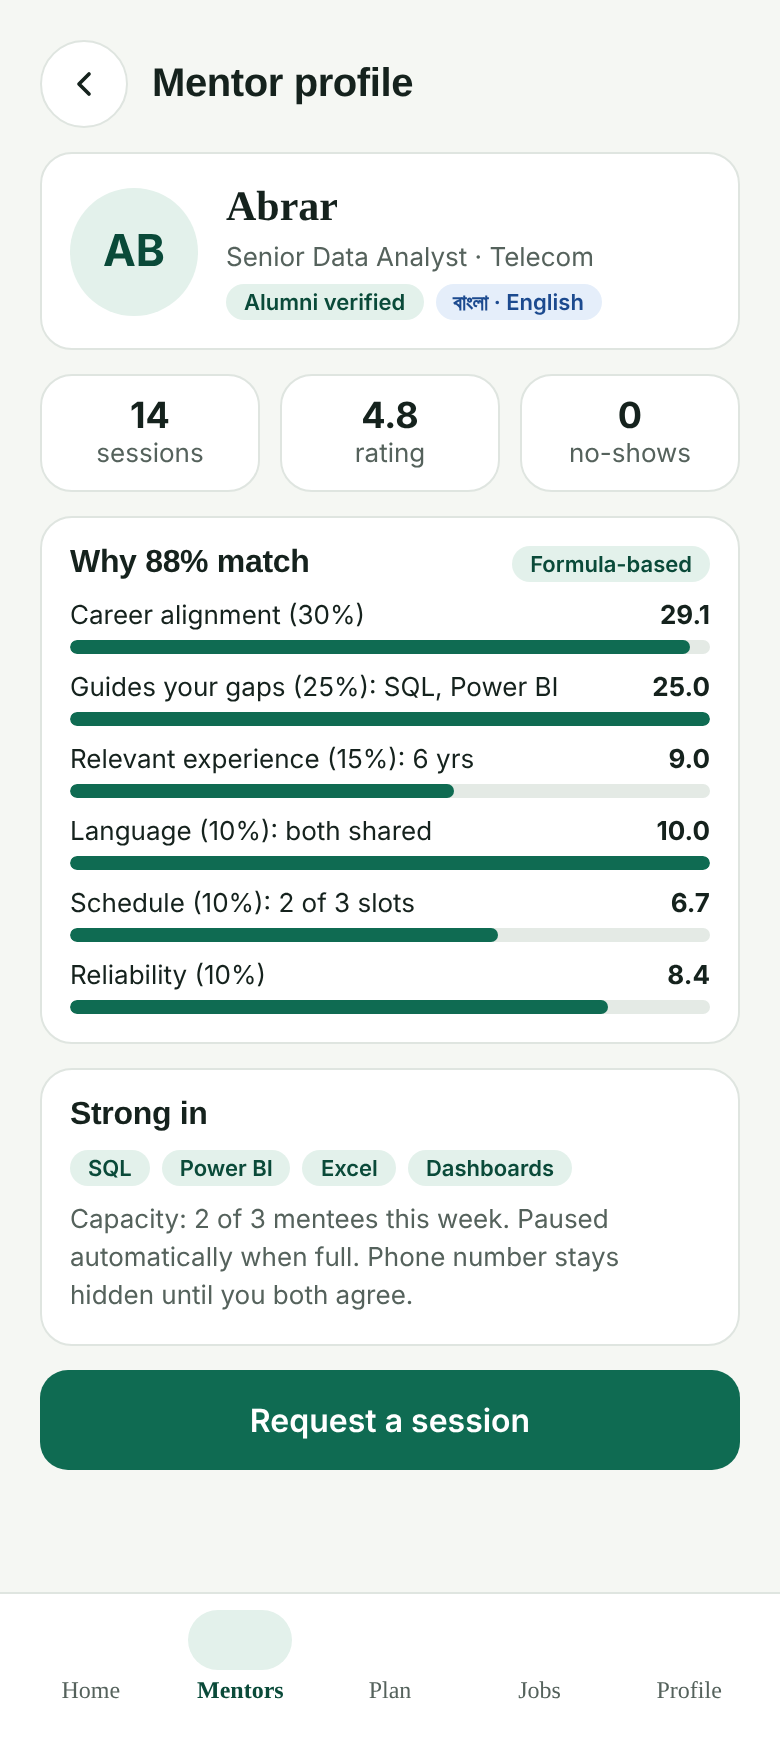 Mentor profile
AB
Abrar
Senior Data Analyst · Telecom
Alumni verified
বাংলা · English
14
sessions
4.8
rating
0
no-shows
Why 88% match
Formula-based
Career alignment (30%)
29.1
Guides your gaps (25%): SQL, Power BI
25.0
Relevant experience (15%): 6 yrs
9.0
Language (10%): both shared
10.0
Schedule (10%): 2 of 3 slots
6.7
Reliability (10%)
8.4
Strong in
SQL
Power BI
Excel
Dashboards
Capacity: 2 of 3 mentees this week. Paused
automatically when full. Phone number stays
hidden until you both agree.
Request a session
Home
Mentors
Plan
Jobs
Profile